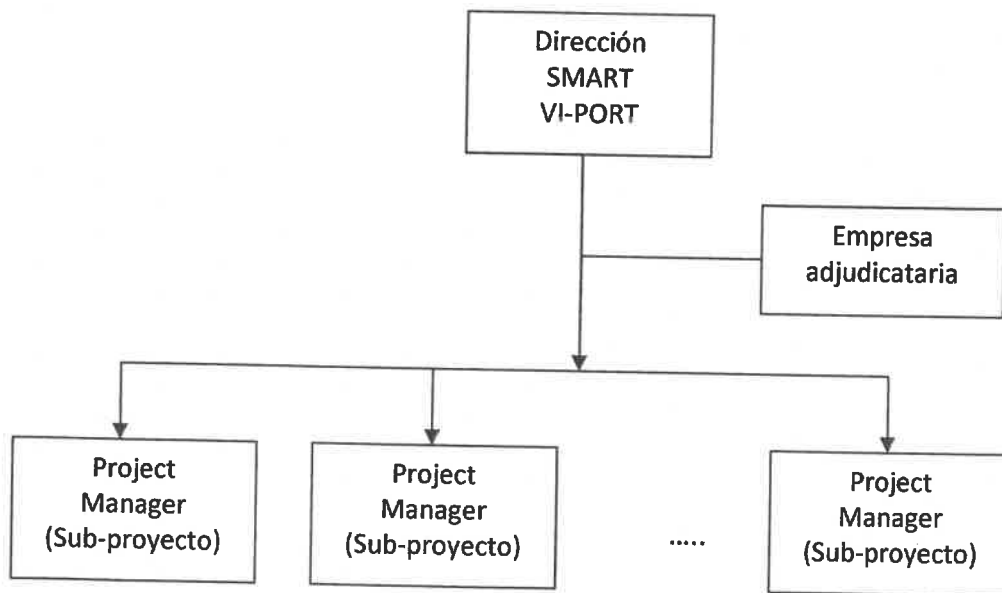 Dirección
SMART
VI-PORT
Empresa
adjudicataria
Project
Manager
(Sub-proyecto)
Project
Manager
(Sub-proyecto)
.....
Project
Manager
(Sub-proyecto)